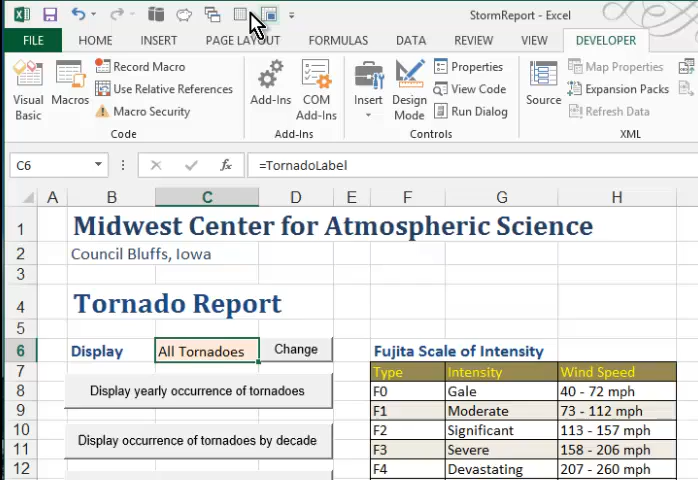 StormReport - Excel
FILE HOME INSERT PAGE LAYOUT FORMULAS DATA REVIEW VIEW DEVELOPER
Visual Basic
Macros
Record Macro
Use Relative References
Macro Security
Code
Add-Ins
COM Add-Ins
Add-Ins
Insert
Design Mode
Properties
View Code
Run Dialog
Controls
Source
Map Properties
Expansion Packs
Refresh Data
XML
C6 fx =TornadoLabel
A B C D E F G H
1 Midwest Center for Atmospheric Science
2 Council Bluffs, Iowa
3
4 Tornado Report
5
6 Display All Tornadoes Change Fujita Scale of Intensity
7 Type Intensity Wind Speed
8 Display yearly occurrence of tornadoes F0 Gale 40 - 72 mph
9 F1 Moderate 73 - 112 mph
10 Display occurrence of tornadoes by decade F2 Significant 113 - 157 mph
11 F3 Severe 158 - 206 mph
12 F4 Devastating 207 - 260 mph